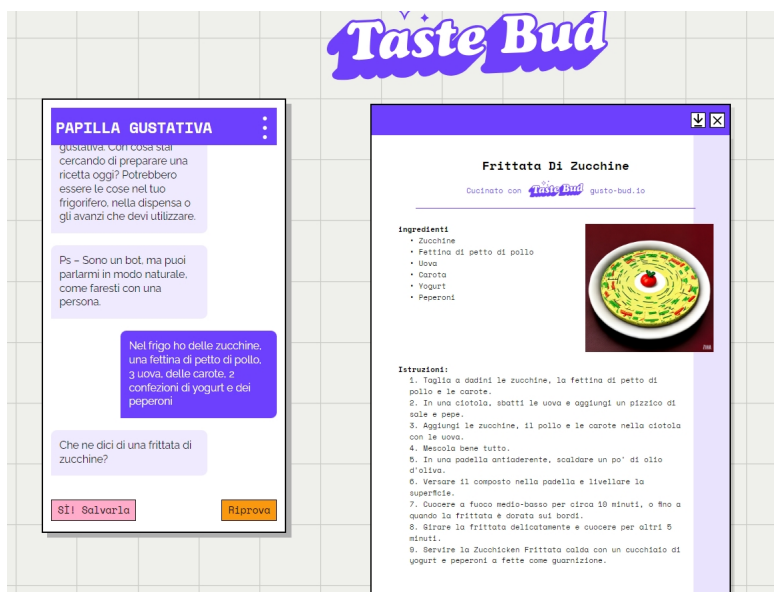 Taste Bud
PAPILLA GUSTATIVA
gustativa. Con cosa stai
cercando di preparare una
ricetta oggi? Potrebbero
essere le cose nel tuo
frigorifero, nella dispensa o
gli avanzi che devi utilizzare.
Ps – Sono un bot, ma puoi
parlarmi in modo naturale,
come faresti con una
persona.
Nel frigo ho delle zucchine,
una fettina di petto di pollo,
3 uova, delle carote, 2
confezioni di yogurt e dei
peperoni
Che ne dici di una frittata di
zucchine?
SÌ! Salvarla
Riprova
Frittata Di Zucchine
Cucinato con Taste Bud gusto-bud.io
ingredienti
• Zucchine
• Fettina di petto di pollo
• Uova
• Carota
• Yogurt
• Peperoni
Istruzioni:
1. Taglia a dadini le zucchine, la fettina di petto di
pollo e le carote.
2. In una ciotola, sbatti le uova e aggiungi un pizzico di
sale e pepe.
3. Aggiungi le zucchine, il pollo e le carote nella ciotola
con le uova.
4. Mescola bene tutto.
5. In una padella antiaderente, scaldare un po' di olio
d'oliva.
6. Versare il composto nella padella e livellare la
superficie.
7. Cuocere a fuoco medio-basso per circa 10 minuti, o fino a
quando la frittata è dorata sui bordi.
8. Girare la frittata delicatamente e cuocere per altri 5
minuti.
9. Servire la Zucchicken Frittata calda con un cucchiaio di
yogurt e peperoni a fette come guarnizione.